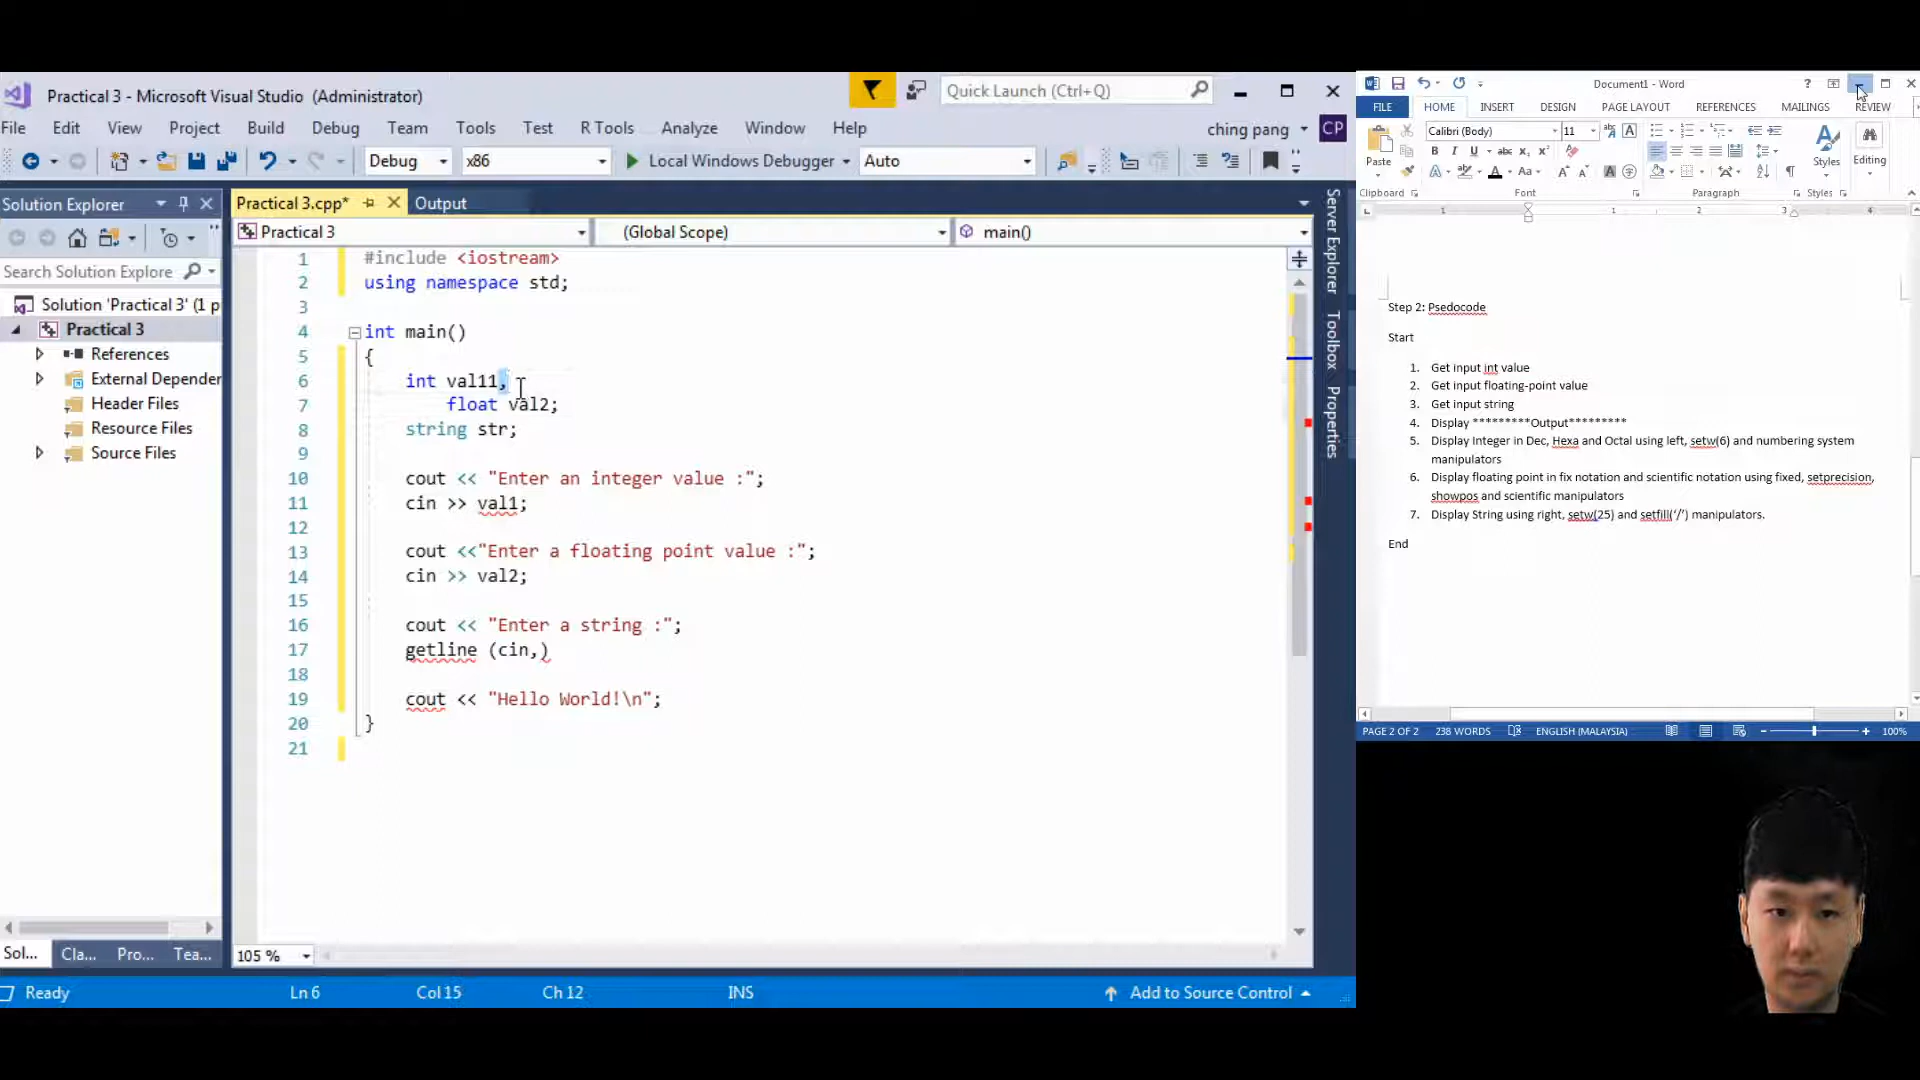 Practical 3 - Microsoft Visual Studio (Administrator)
Quick Launch (Ctrl+Q)
File Edit View Project Build Debug Team Tools Test R Tools Analyze Window Help
ching pang CP
Debug x86 Local Windows Debugger Auto
Solution Explorer
Search Solution Explore
Solution 'Practical 3' (1 p
Practical 3
References
External Depender
Header Files
Resource Files
Source Files
Sol... Cla... Pro... Tea...
Practical 3.cpp* Output
Practical 3 (Global Scope) main()
1 #include <iostream>
2 using namespace std;
3
4 int main()
5 {
6 int val11,
7 float val2;
8 string str;
9
10 cout << "Enter an integer value :";
11 cin >> val1;
12
13 cout <<"Enter a floating point value :";
14 cin >> val2;
15
16 cout << "Enter a string :";
17 getline (cin,)
18
19 cout << "Hello World!\n";
20 }
21
105 %
Server Explorer
Toolbox
Properties
Ready Ln 6 Col 15 Ch 12 INS Add to Source Control
Document1 - Word
FILE HOME INSERT DESIGN PAGE LAYOUT REFERENCES MAILINGS REVIEW
Calibri (Body) 11
Paste Styles Editing
Clipboard Font Paragraph Styles
Step 2: Psedocode
Start
1. Get input int value
2. Get input floating-point value
3. Get input string
4. Display *********Output*********
5. Display Integer in Dec, Hexa and Octal using left, setw(6) and numbering system
manipulators
6. Display floating point in fix notation and scientific notation using fixed, setprecision,
showpos and scientific manipulators
7. Display String using right, setw(25) and setfill('/') manipulators.
End
PAGE 2 OF 2 238 WORDS ENGLISH (MALAYSIA) 100%